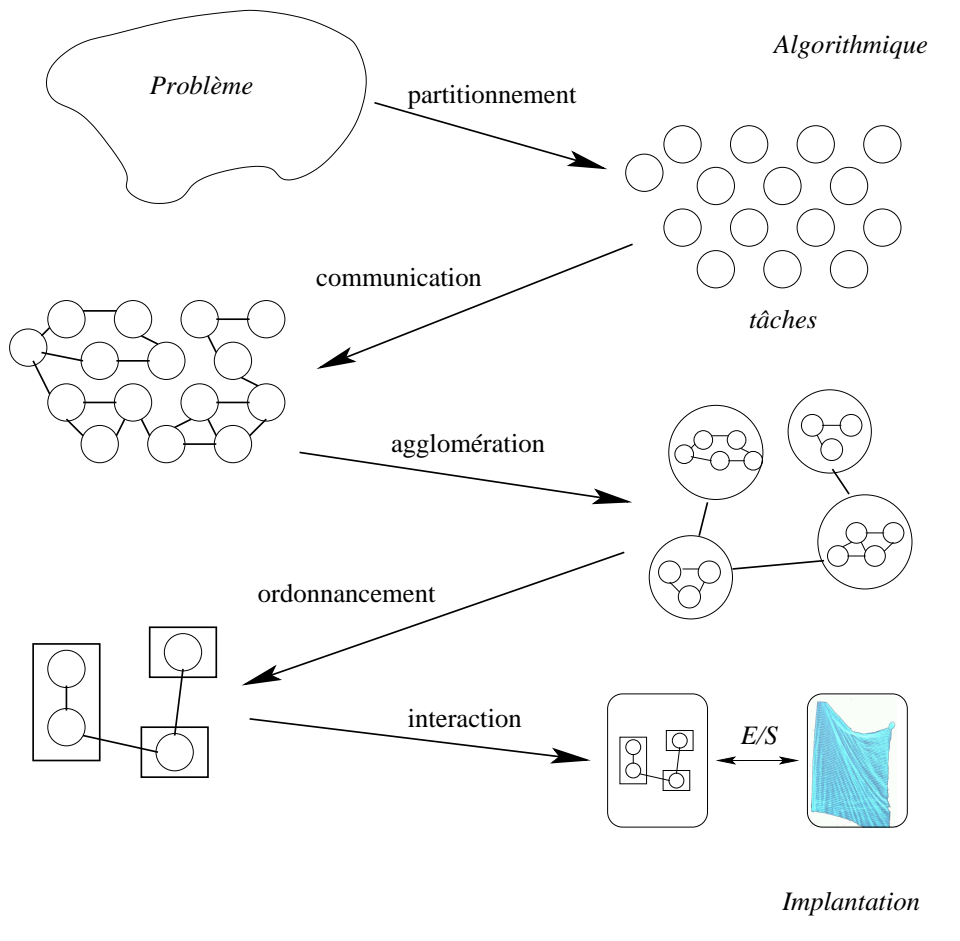 Algorithmique
Problème
partitionnement
communication
tâches
agglomération
ordonnancement
interaction
E/S
Implantation